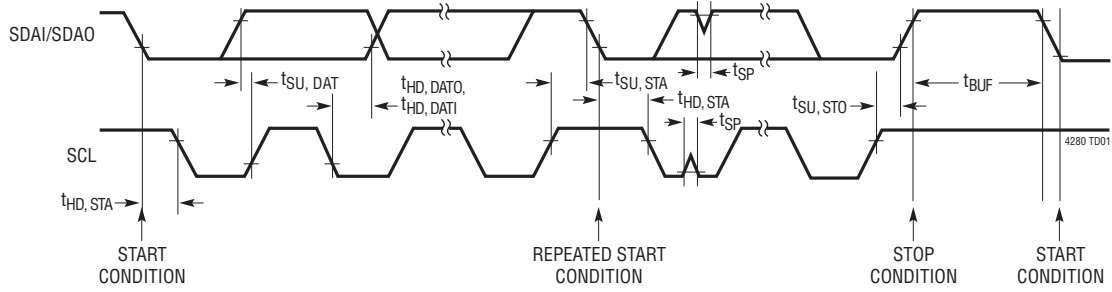 SDAI/SDAO
tSU, DAT
tHD, DATO,
tHD, DATI
tSU, STA
tHD, STA
tSP
tSP
tSU, STO
tBUF
4280 TD01
SCL
tHD, STA
START
CONDITION
REPEATED START
CONDITION
STOP
CONDITION
START
CONDITION